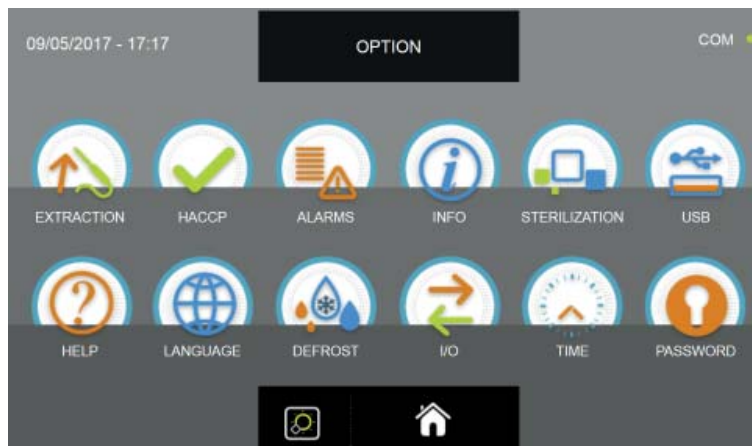 09/05/2017 - 17:17
OPTION
COM
EXTRACTION
HACCP
ALARMS
INFO
STERILIZATION
USB
HELP
LANGUAGE
DEFROST
I/O
TIME
PASSWORD